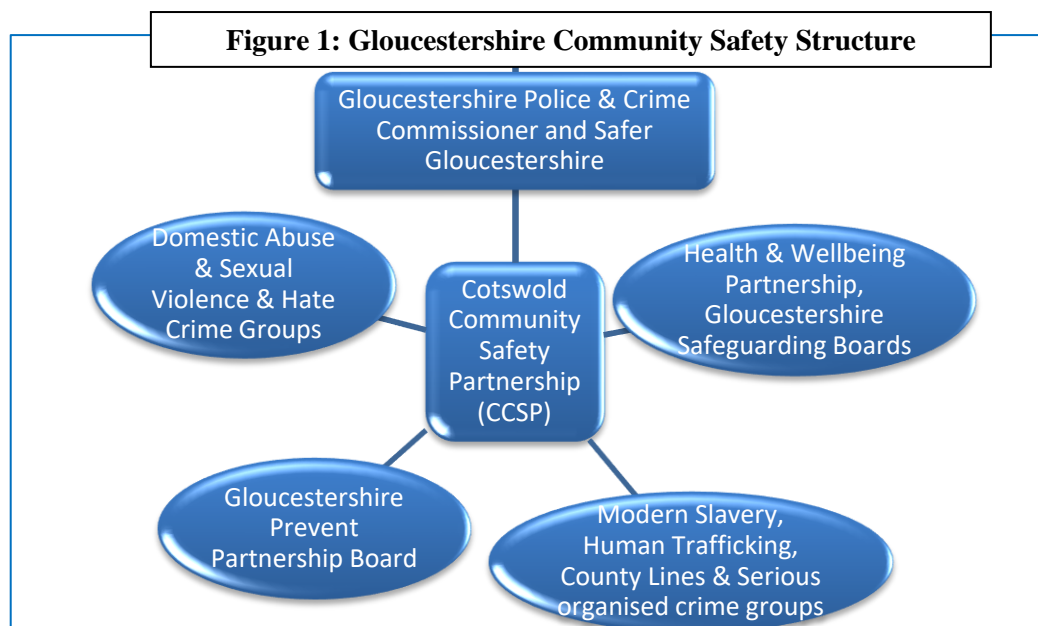 Figure 1: Gloucestershire Community Safety Structure
Gloucestershire Police & Crime
Commissioner and Safer
Gloucestershire
Domestic Abuse
& Sexual
Violence & Hate
Crime Groups
Health & Wellbeing
Partnership,
Gloucestershire
Safeguarding Boards
Cotswold
Community
Safety
Partnership
(CCSP)
Gloucestershire
Prevent
Partnership Board
Modern Slavery,
Human Trafficking,
County Lines & Serious
organised crime groups